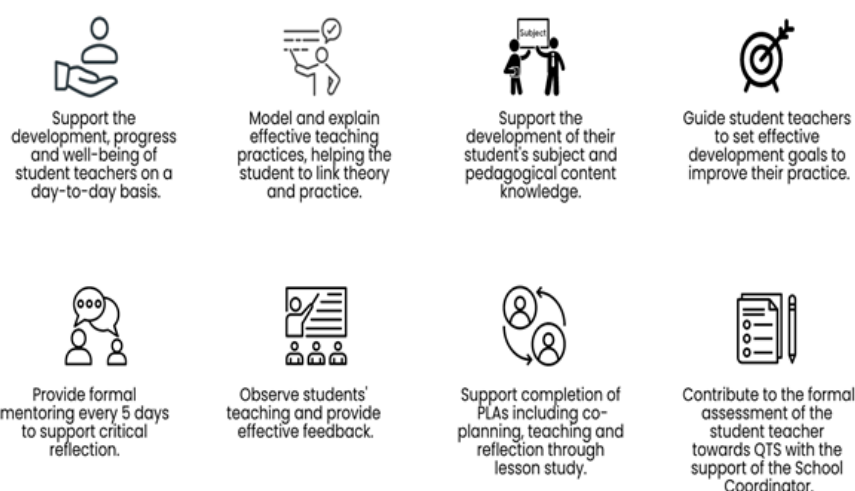 Support the
development, progress
and well-being of
student teachers on a
day-to-day basis.
Model and explain
effective teaching
practices, helping the
student to link theory
and practice.
Subject
Support the
development of their
student's subject and
pedagogical content
knowledge.
Guide student teachers
to set effective
development goals to
improve their practice.
Provide formal
mentoring every 5 days
to support critical
reflection.
Observe students'
teaching and provide
effective feedback.
Support completion of
PLAs including co-
planning, teaching and
reflection through
lesson study.
Contribute to the formal
assessment of the
student teacher
towards QTS with the
support of the School
Coordinator.